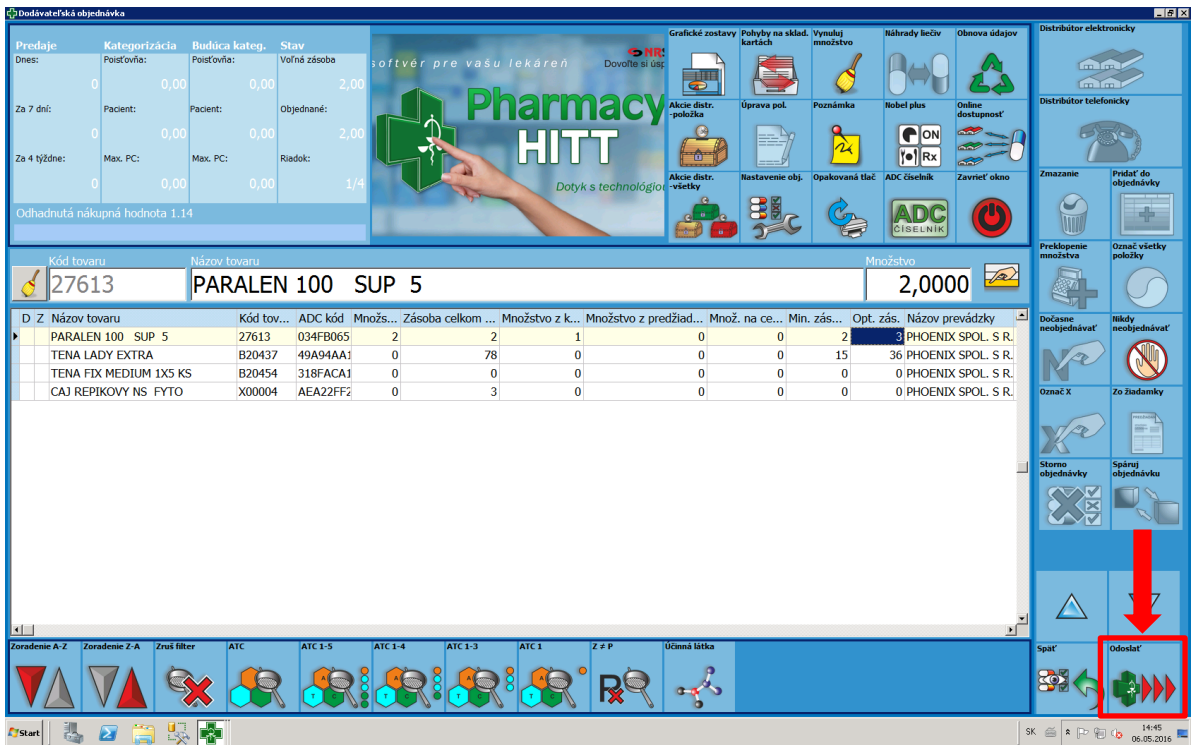 Dodávateľská objednávka
Predaje Kategorizácia Budúca kateg. Stav
Dnes: Poisťovňa: Poisťovňa: Voľná zásoba
0 0,00 0,00 2,00
Za 7 dní: Pacient: Pacient: Objednané:
0 0,00 0,00 2,00
Za 4 týždne: Max. PC: Max. PC: Riadok:
0 0,00 0,00 1/4
Odhadnutá nákupná hodnota 1.14
softvér pre vašu lekáreň
NR
Dovoľte si úsp
Pharmacy
HITT
Dotyk s technológio
Grafické zostavy
Pohyby na sklad. kartách
Vynuluj množstvo
Náhrady liečiv
Obnova údajov
Akcie distr. -položka
Úprava pol.
Poznámka
Nobel plus
ON
Rx
Online dostupnosť
Akcie distr. -všetky
Nastavenie obj.
Opakovaná tlač
ADC číselník
ADC
ČÍSELNÍK
Zavrieť okno
Distribútor elektronicky
Distribútor telefonicky
Zmazanie
Pridať do objednávky
Preklopenie množstva
Označ všetky položky
Dočasne neobjednávať
Nikdy neobjednávať
Označ X
Zo žiadamky
Storno objednávky
Spáruj objednávku
Kód tovaru Názov tovaru Množstvo
27613 PARALEN 100 SUP 5 2,0000
D Z Názov tovaru Kód tov... ADC kód Množs... Zásoba celkom ... Množstvo z k... Množstvo z predžiad... Množ. na ce... Min. zás... Opt. zás. Názov prevádzky
PARALEN 100 SUP 5 27613 034FB065 2 2 1 0 0 2 3 PHOENIX SPOL. S R.
TENA LADY EXTRA B20437 49A94AA1 0 78 0 0 0 15 36 PHOENIX SPOL. S R.
TENA FIX MEDIUM 1X5 KS B20454 318FACA1 0 0 0 0 0 0 0 PHOENIX SPOL. S R.
CAJ REPIKOVY NS FYTO X00004 AEA22FF2 0 3 0 0 0 0 0 PHOENIX SPOL. S R.
Zoradenie A-Z Zoradenie Z-A Zruš filter ATC ATC 1-5 ATC 1-4 ATC 1-3 ATC 1 Z ≠ P Účinná látka
Späť Odoslať
Start SK 14:45
06.05.2016